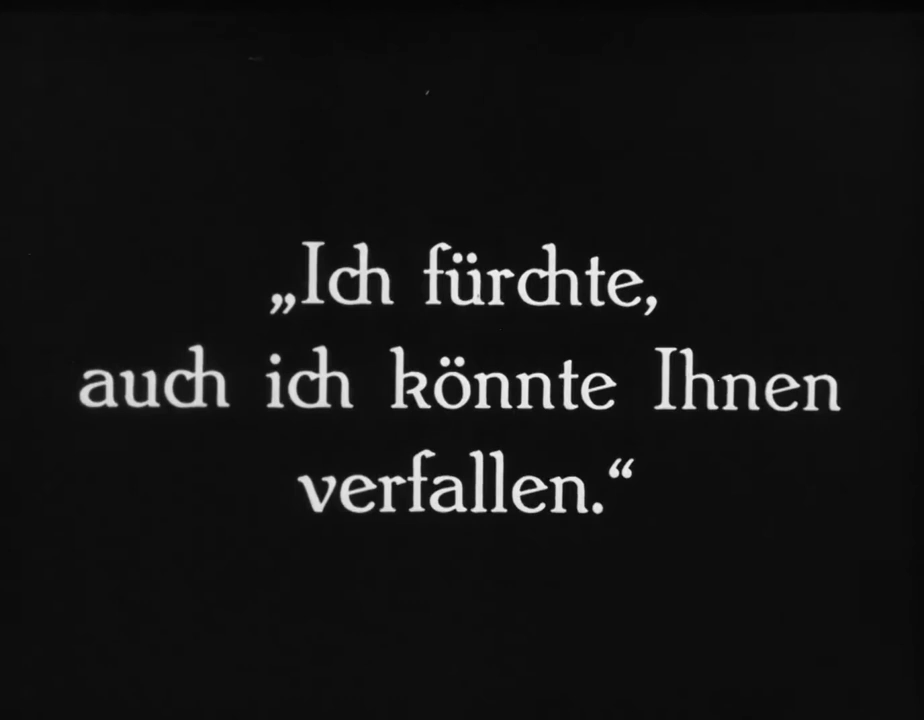 „Ich fürchte,
auch ich könnte Ihnen
verfallen.“